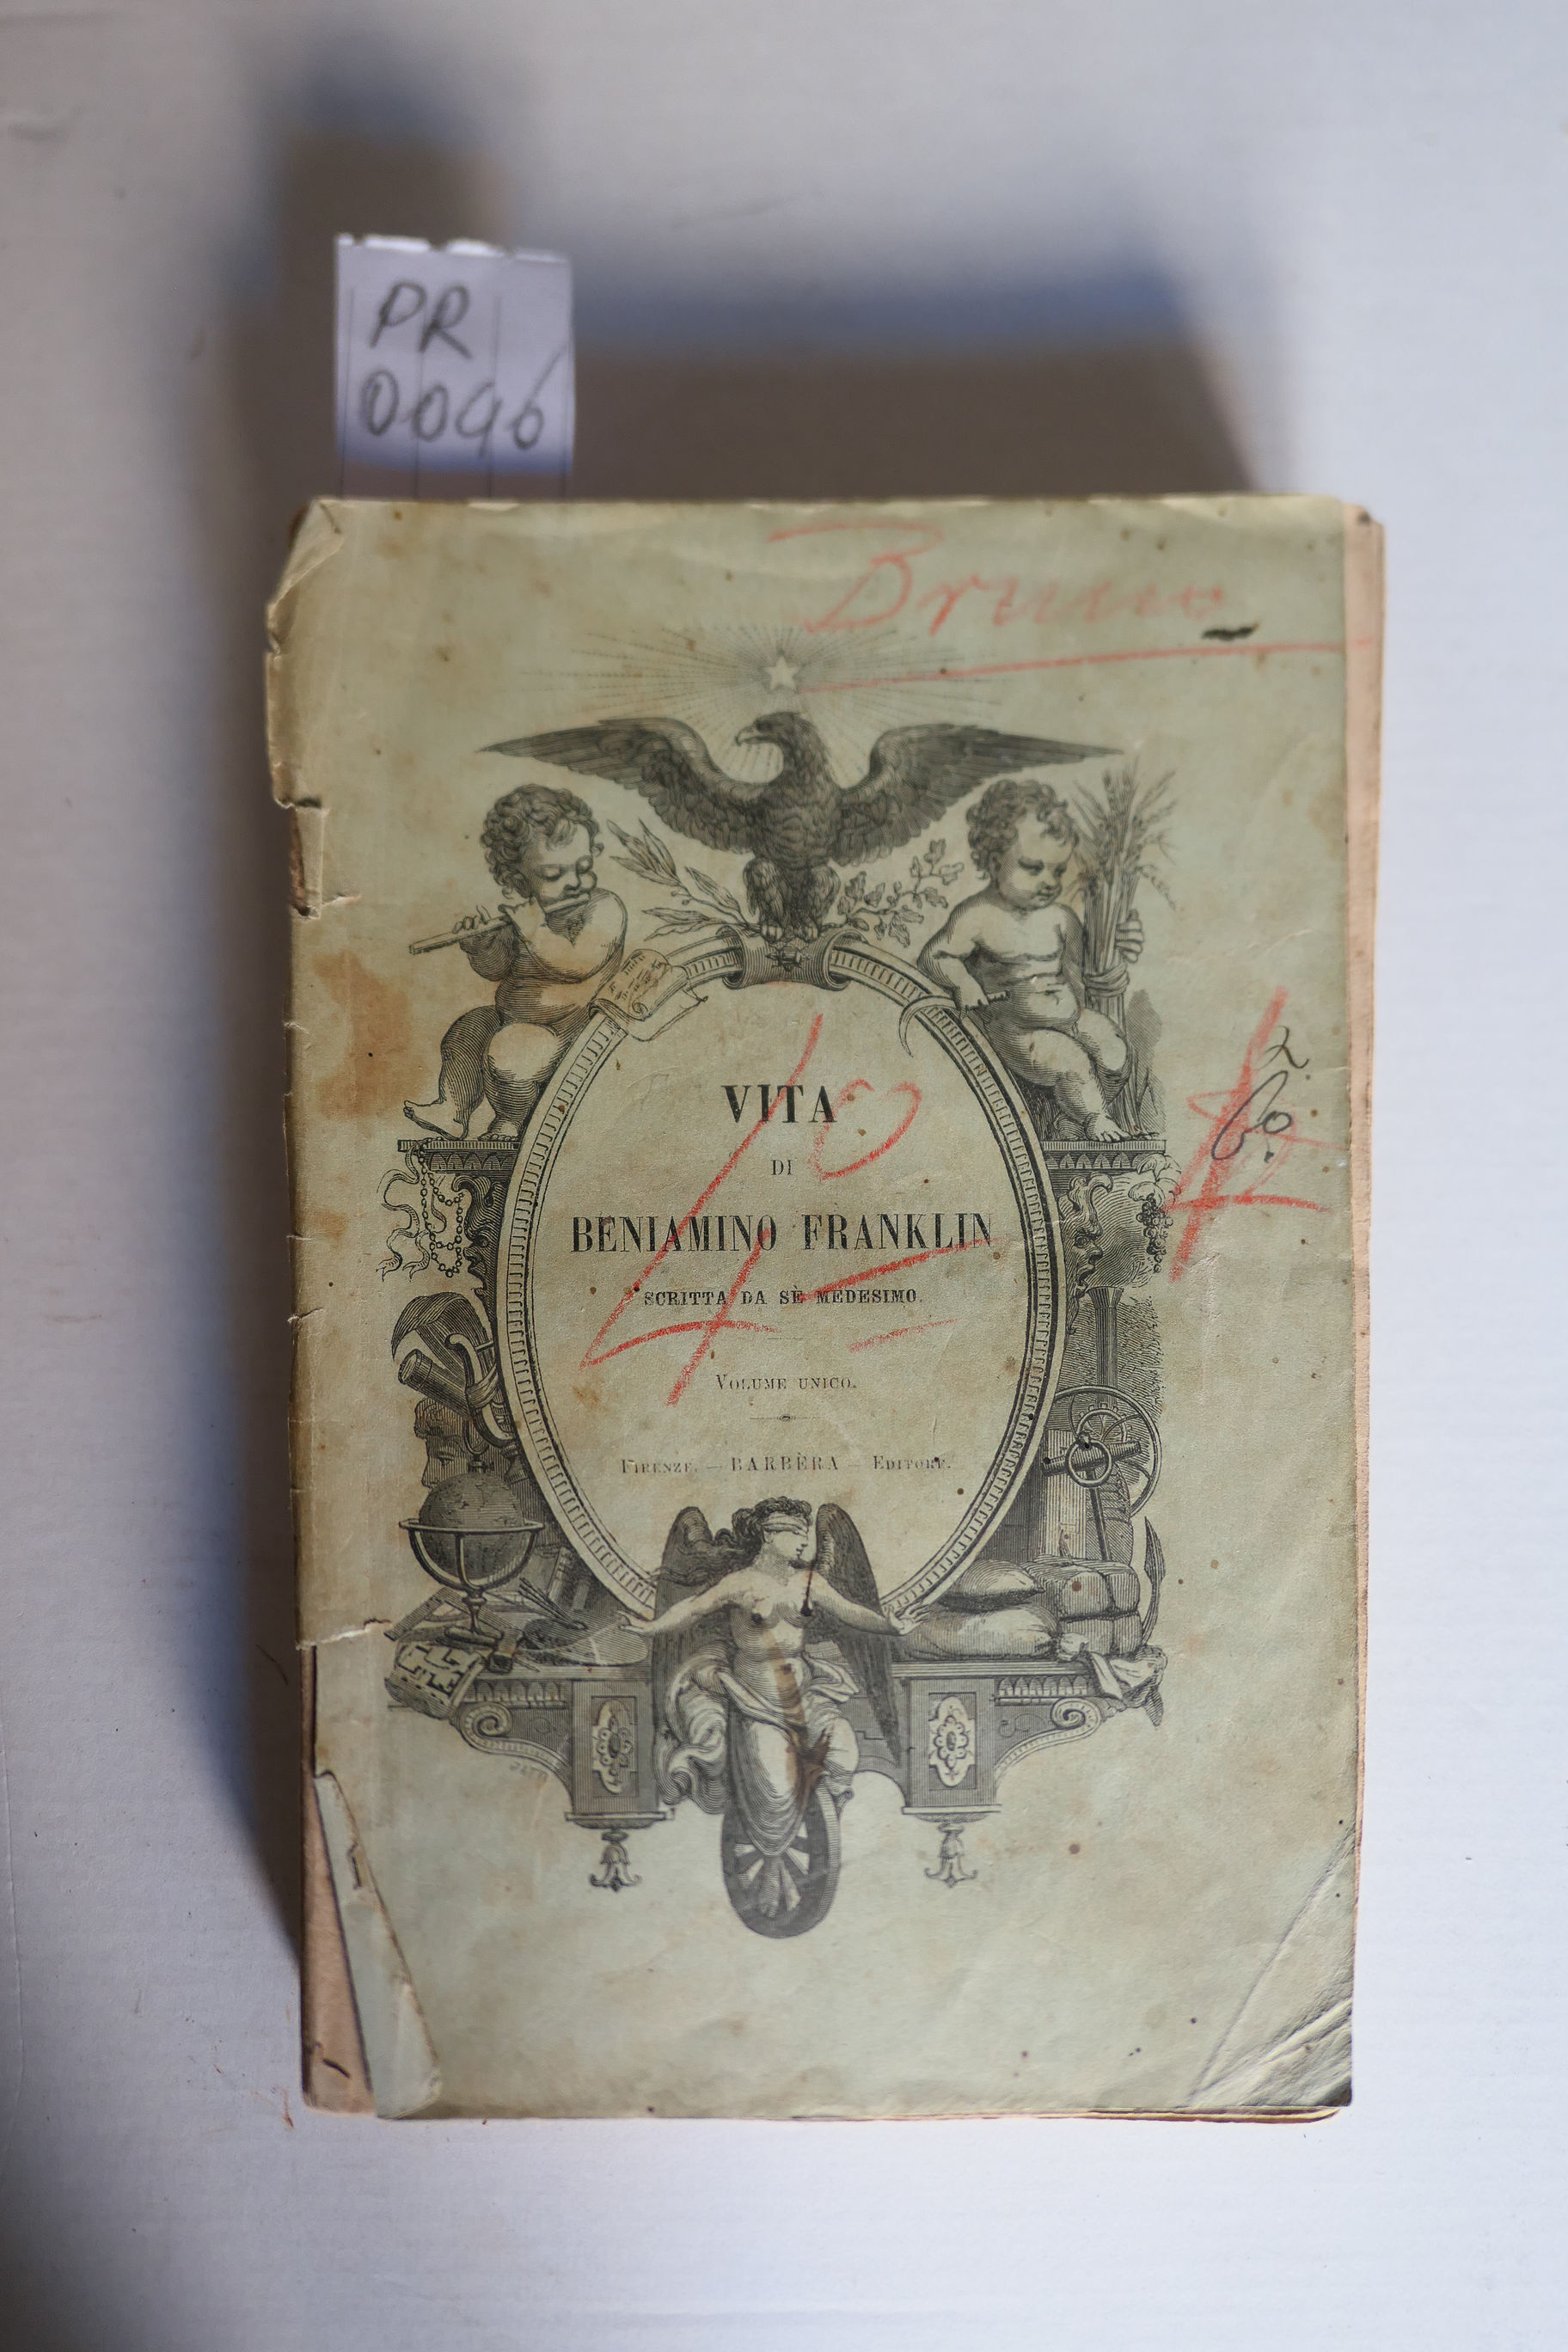 PR
0096
Bruno
VITA
DI
BENIAMINO FRANKLIN
SCRITTA DA SÈ MEDESIMO.
VOLUME UNICO.
FIRENZE. — BARBÈRA — EDITORE.